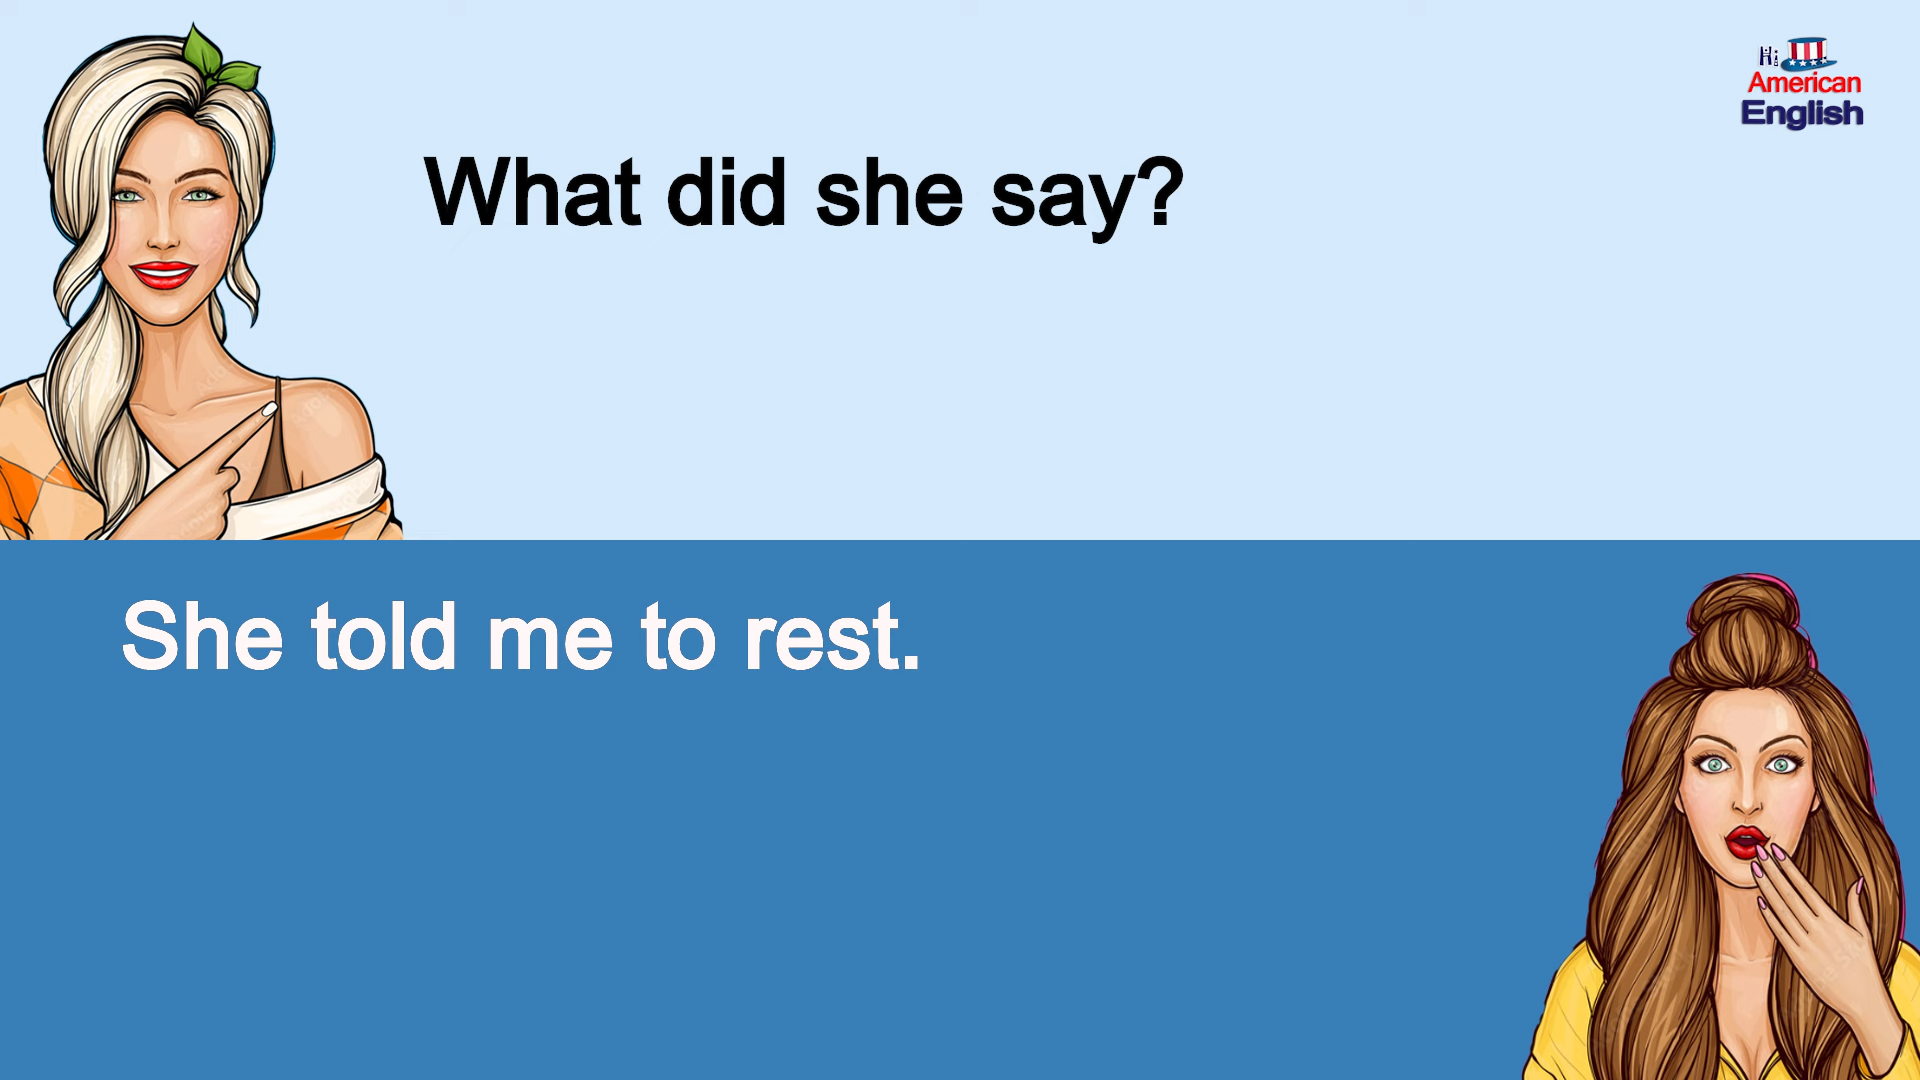 Hi
American
English
What did she say?
She told me to rest.